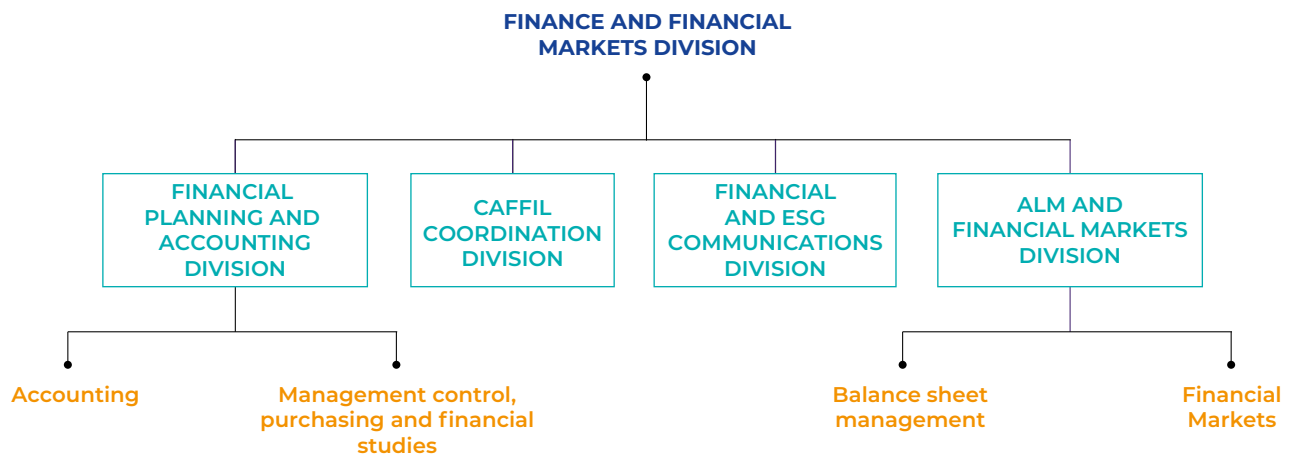 FINANCE AND FINANCIAL
MARKETS DIVISION
FINANCIAL
PLANNING AND
ACCOUNTING
DIVISION
CAFFIL
COORDINATION
DIVISION
FINANCIAL
AND ESG
COMMUNICATIONS
DIVISION
ALM AND
FINANCIAL MARKETS
DIVISION
Accounting
Management control,
purchasing and financial
studies
Balance sheet
management
Financial
Markets